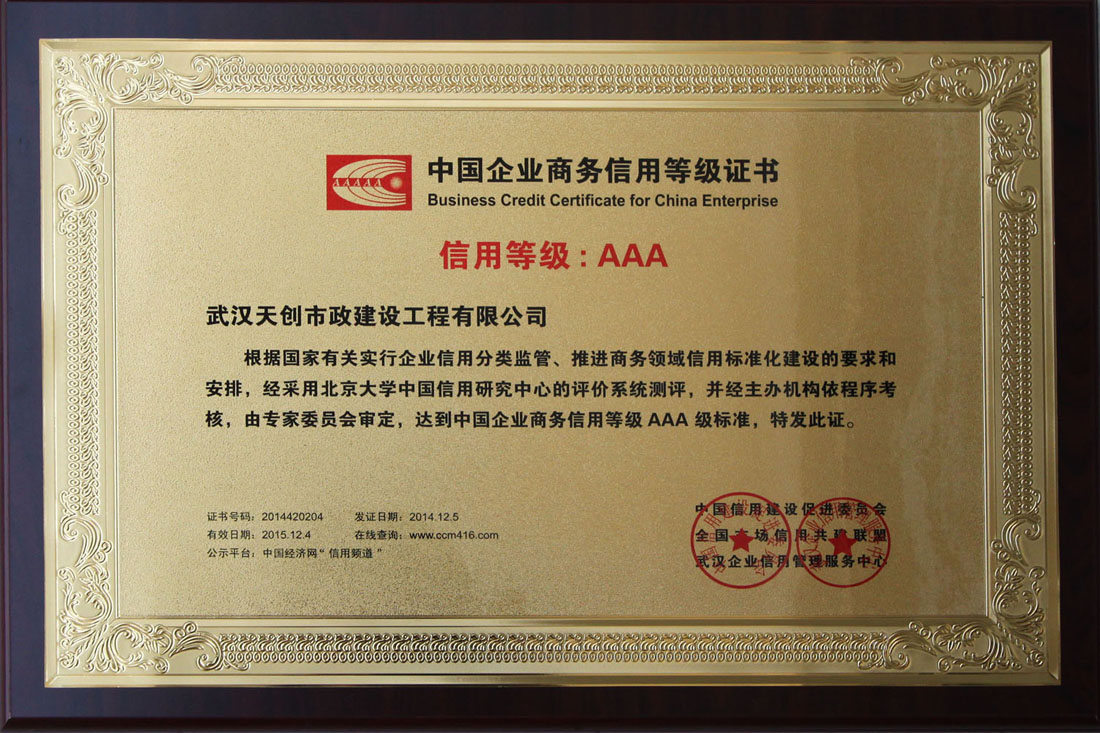 AAAAA
中国企业商务信用等级证书
Business Credit Certificate for China Enterprise
信用等级：AAA
武汉天创市政建设工程有限公司
根据国家有关实行企业信用分类监管、推进商务领域信用标准化建设的要求和
安排，经采用北京大学中国信用研究中心的评价系统测评，并经主办机构依程序考
核，由专家委员会审定，达到中国企业商务信用等级 AAA 级标准，特发此证。
证书号码：2014420204 发证日期：2014.12.5
有效日期：2015.12.4 在线查询：www.ccm416.com
公示平台：中国经济网“信用频道”
中国信用建设促进委员会
全国市场信用共建联盟
武汉企业信用管理服务中心